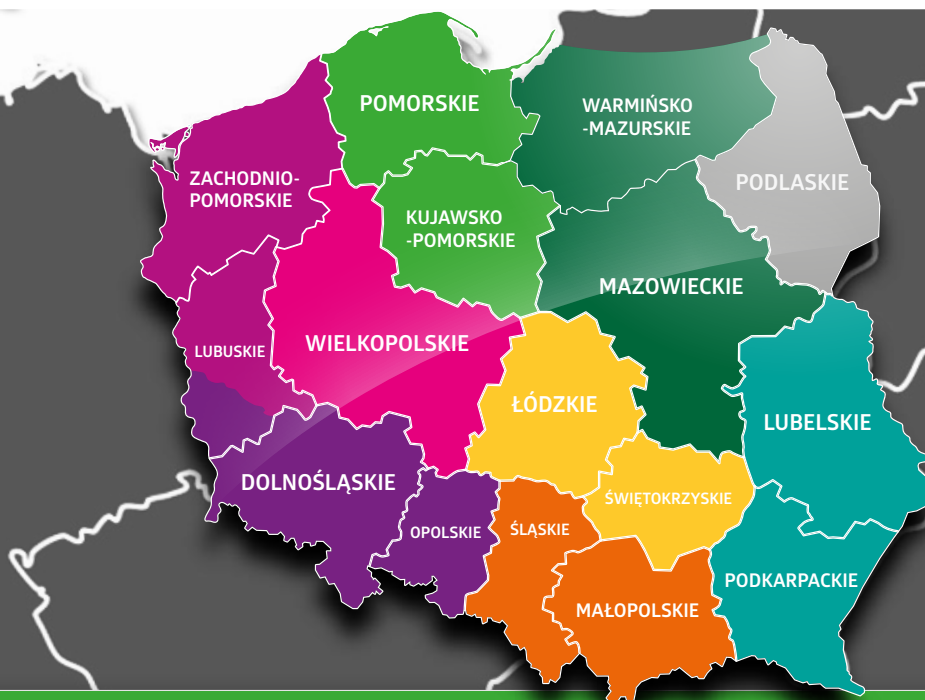 POMORSKIE
WARMIŃSKO
-MAZURSKIE
ZACHODNIO-
POMORSKIE
PODLASKIE
KUJAWSKO
-POMORSKIE
MAZOWIECKIE
WIELKOPOLSKIE
LUBUSKIE
ŁÓDZKIE
LUBELSKIE
DOLNOŚLĄSKIE
ŚWIĘTOKRZYSKIE
OPOLSKIE
ŚLĄSKIE
PODKARPACKIE
MAŁOPOLSKIE